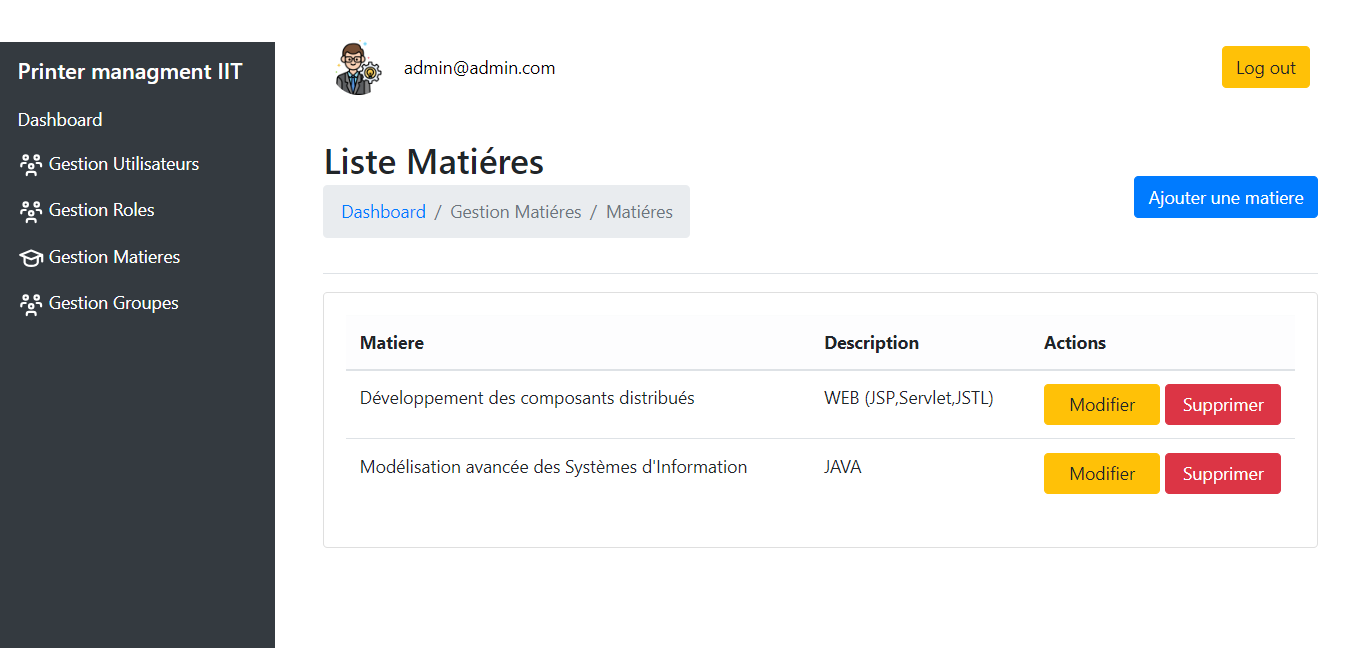 Printer managment IIT
Dashboard
Gestion Utilisateurs
Gestion Roles
Gestion Matieres
Gestion Groupes
admin@admin.com
Log out
Liste Matiéres
Dashboard / Gestion Matiéres / Matiéres
Ajouter une matiere
Matiere Description Actions
Développement des composants distribués WEB (JSP,Servlet,JSTL) Modifier Supprimer
Modélisation avancée des Systèmes d'Information JAVA Modifier Supprimer